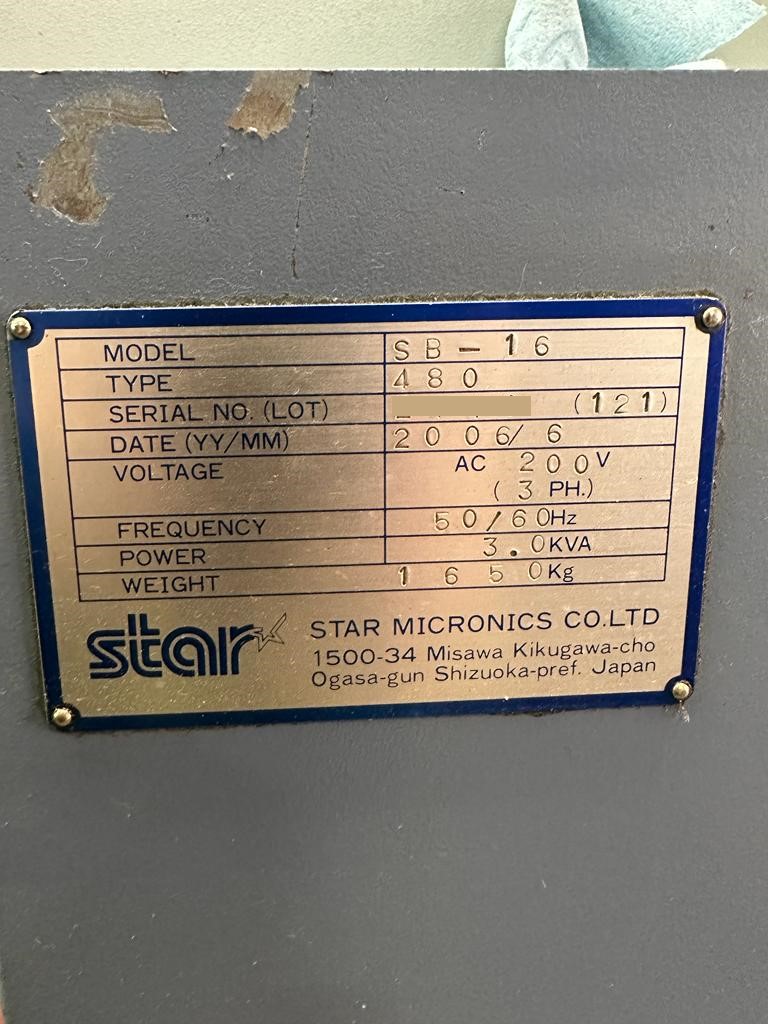 MODEL SB-16
TYPE 480
SERIAL NO. (LOT) (121)
DATE (YY/MM) 2006/6
VOLTAGE AC 200V
(3 PH.)
FREQUENCY 50/60Hz
POWER 3.0KVA
WEIGHT 1650Kg
star STAR MICRONICS CO.LTD
1500-34 Misawa Kikugawa-cho
Ogasa-gun Shizuoka-pref. Japan